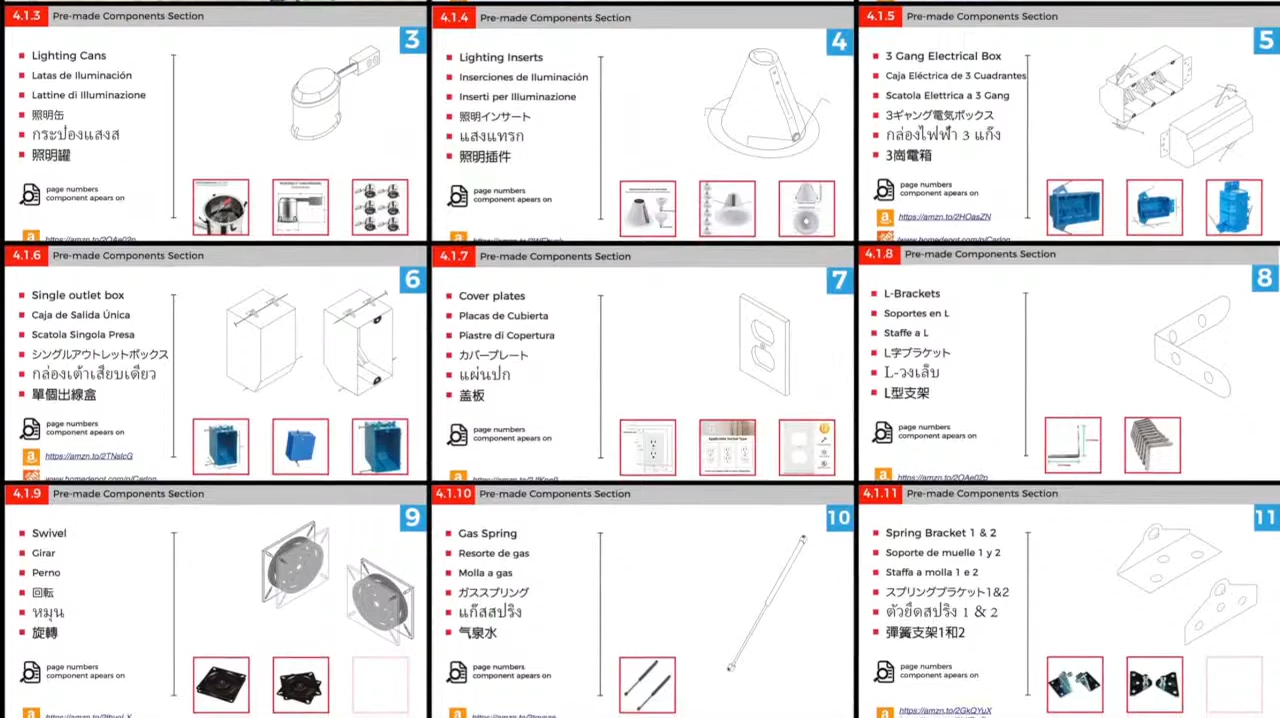 4.1.3 Pre-made Components Section
3
Lighting Cans
Latas de Iluminación
Lattine di Illuminazione
照明缶
กระป๋องแสงส
照明罐
page numbers
component apears on
4.1.4 Pre-made Components Section
4
Lighting Inserts
Inserciones de Iluminación
Inserti per Illuminazione
照明インサート
แสงแทรก
照明插件
page numbers
component apears on
4.1.5 Pre-made Components Section
5
3 Gang Electrical Box
Caja Eléctrica de 3 Cuadrantes
Scatola Elettrica a 3 Gang
3ギャング電気ボックス
กล่องไฟฟ้า 3 แก๊ง
3崗電箱
page numbers
component apears on
https://amzn.to/2HOasZN
4.1.6 Pre-made Components Section
6
Single outlet box
Caja de Salida Única
Scatola Singola Presa
シングルアウトレットボックス
กล่องเต้าเสียบเดียว
單個出線盒
page numbers
component apears on
https://amzn.to/2TNslcG
4.1.7 Pre-made Components Section
7
Cover plates
Placas de Cubierta
Piastre di Copertura
カバープレート
แผ่นปก
盖板
page numbers
component apears on
4.1.8 Pre-made Components Section
8
L-Brackets
Soportes en L
Staffe a L
L字ブラケット
L-วงเล็บ
L型支架
page numbers
component apears on
4.1.9 Pre-made Components Section
9
Swivel
Girar
Perno
回転
หมุน
旋轉
page numbers
component apears on
4.1.10 Pre-made Components Section
10
Gas Spring
Resorte de gas
Molla a gas
ガススプリング
แก๊สสปริง
气泉水
page numbers
component apears on
4.1.11 Pre-made Components Section
11
Spring Bracket 1 & 2
Soporte de muelle 1 y 2
Staffa a molla 1 e 2
スプリングブラケット1&2
ตัวยึดสปริง 1 & 2
彈簧支架1和2
page numbers
component apears on
https://amzn.to/2GkQYuX